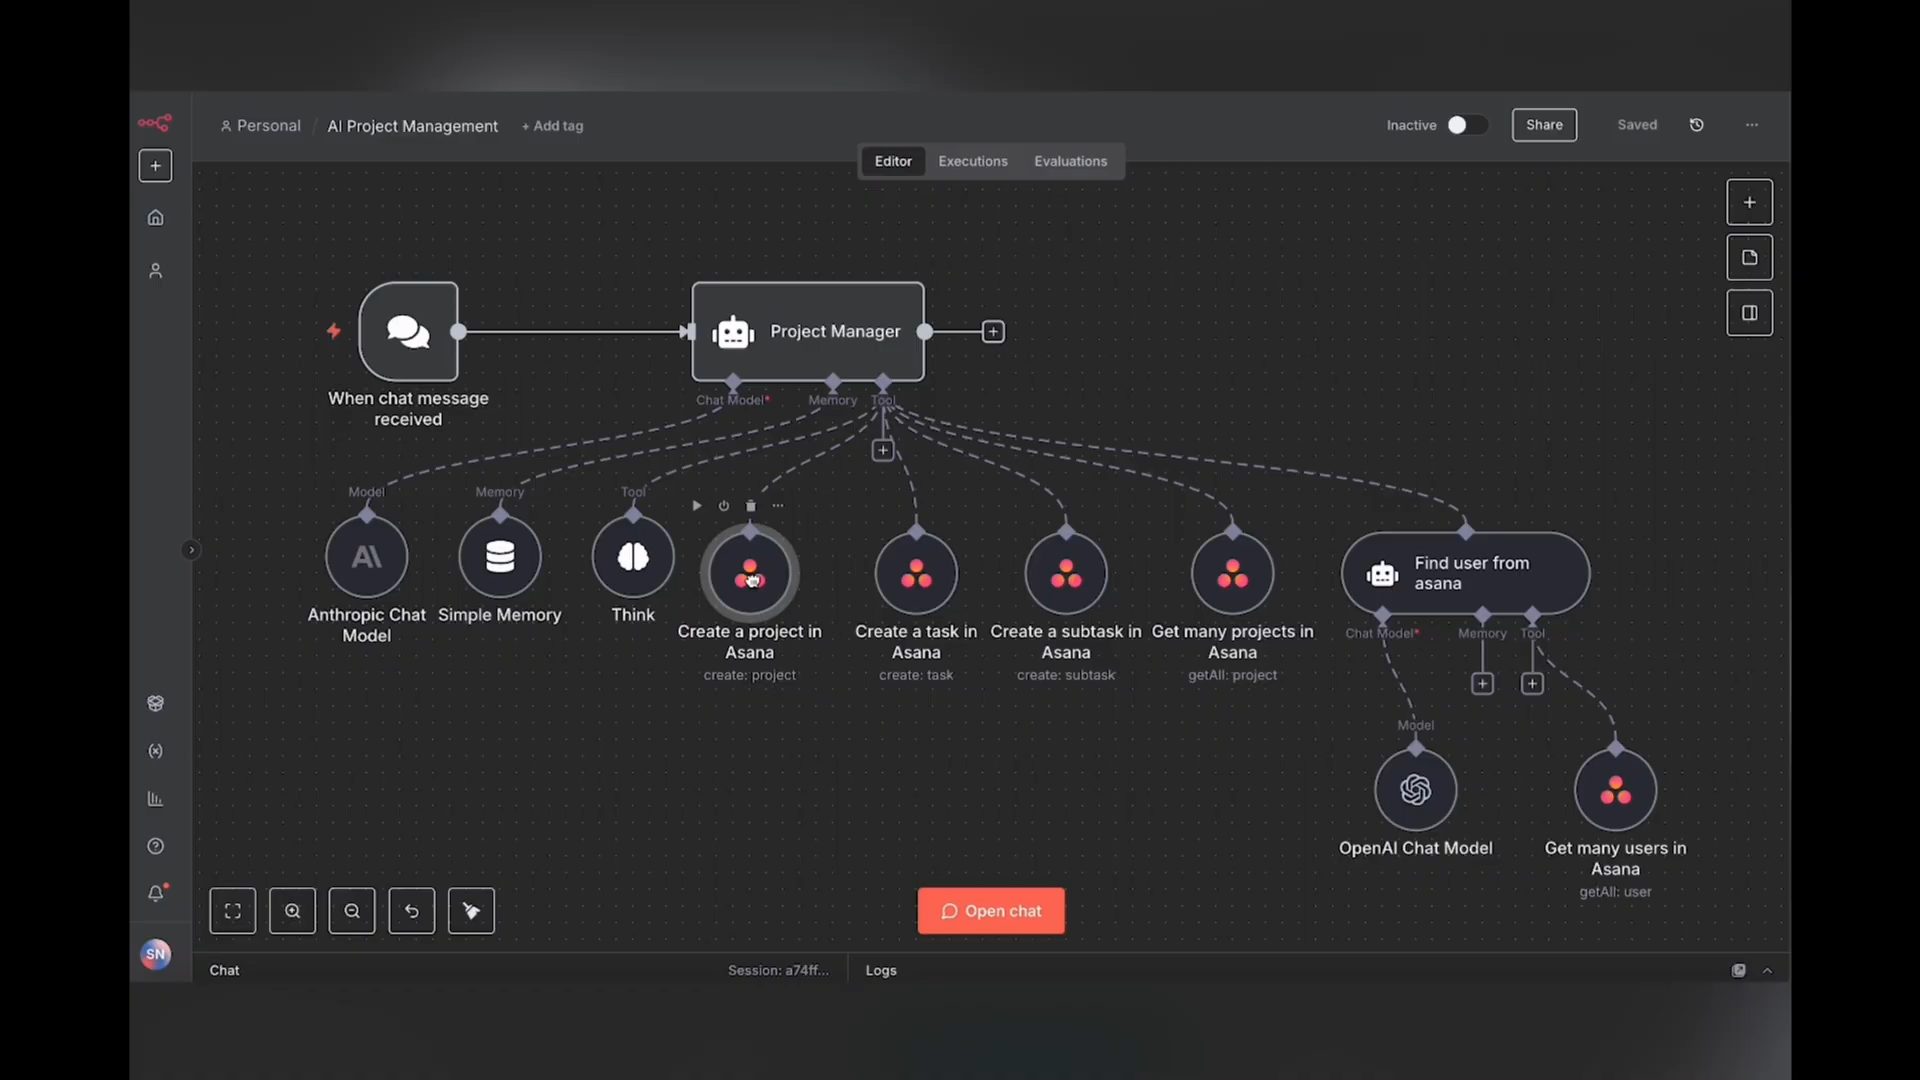 Personal / AI Project Management + Add tag
Inactive
Share
Saved
Editor Executions Evaluations
Project Manager
Chat Model*
Memory
Tool
When chat message
received
Model
Memory
Tool
Anthropic Chat
Model
Simple Memory
Think
Create a project in
Asana
create: project
Create a task in
Asana
create: task
Create a subtask in
Asana
create: subtask
Get many projects in
Asana
getAll: project
Find user from
asana
Chat Model*
Memory
Tool
Model
OpenAI Chat Model
Get many users in
Asana
getAll: user
Open chat
SN
Chat
Session: a74ff...
Logs